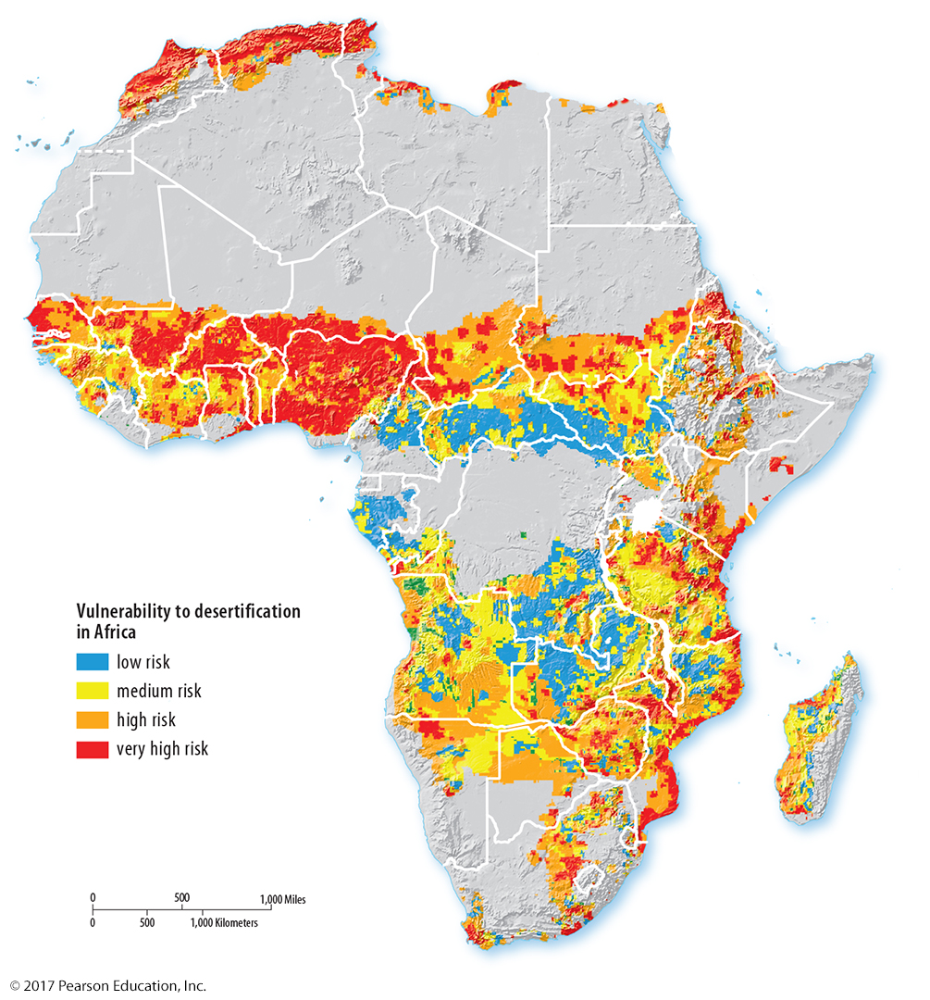 Vulnerability to desertification
in Africa
low risk
medium risk
high risk
very high risk
0 500 1,000 Miles
0 500 1,000 Kilometers
© 2017 Pearson Education, Inc.